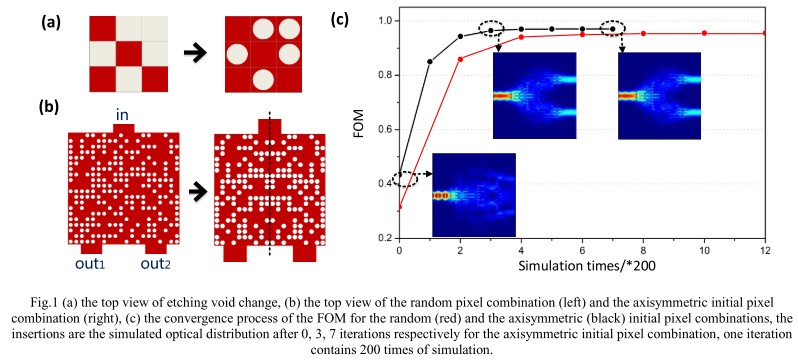 (a)
(b)
in
out1 out2
(c)
FOM
1.0
0.8
0.6
0.4
0.2
0 2 4 6 8 10 12
Simulation times/*200
Fig.1 (a) the top view of etching void change, (b) the top view of the random pixel combination (left) and the axisymmetric initial pixel
combination (right), (c) the convergence process of the FOM for the random (red) and the axisymmetric (black) initial pixel combinations, the
insertions are the simulated optical distribution after 0, 3, 7 iterations respectively for the axisymmetric initial pixel combination, one iteration
contains 200 times of simulation.